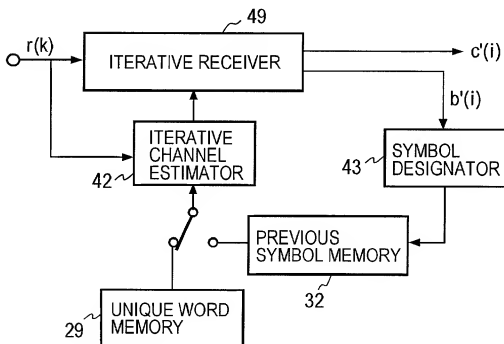 49
r(k)
ITERATIVE RECEIVER
c'(i)
b'(i)
ITERATIVE
CHANNEL
ESTIMATOR
42
43
SYMBOL
DESIGNATOR
PREVIOUS
SYMBOL MEMORY
32
29
UNIQUE WORD
MEMORY